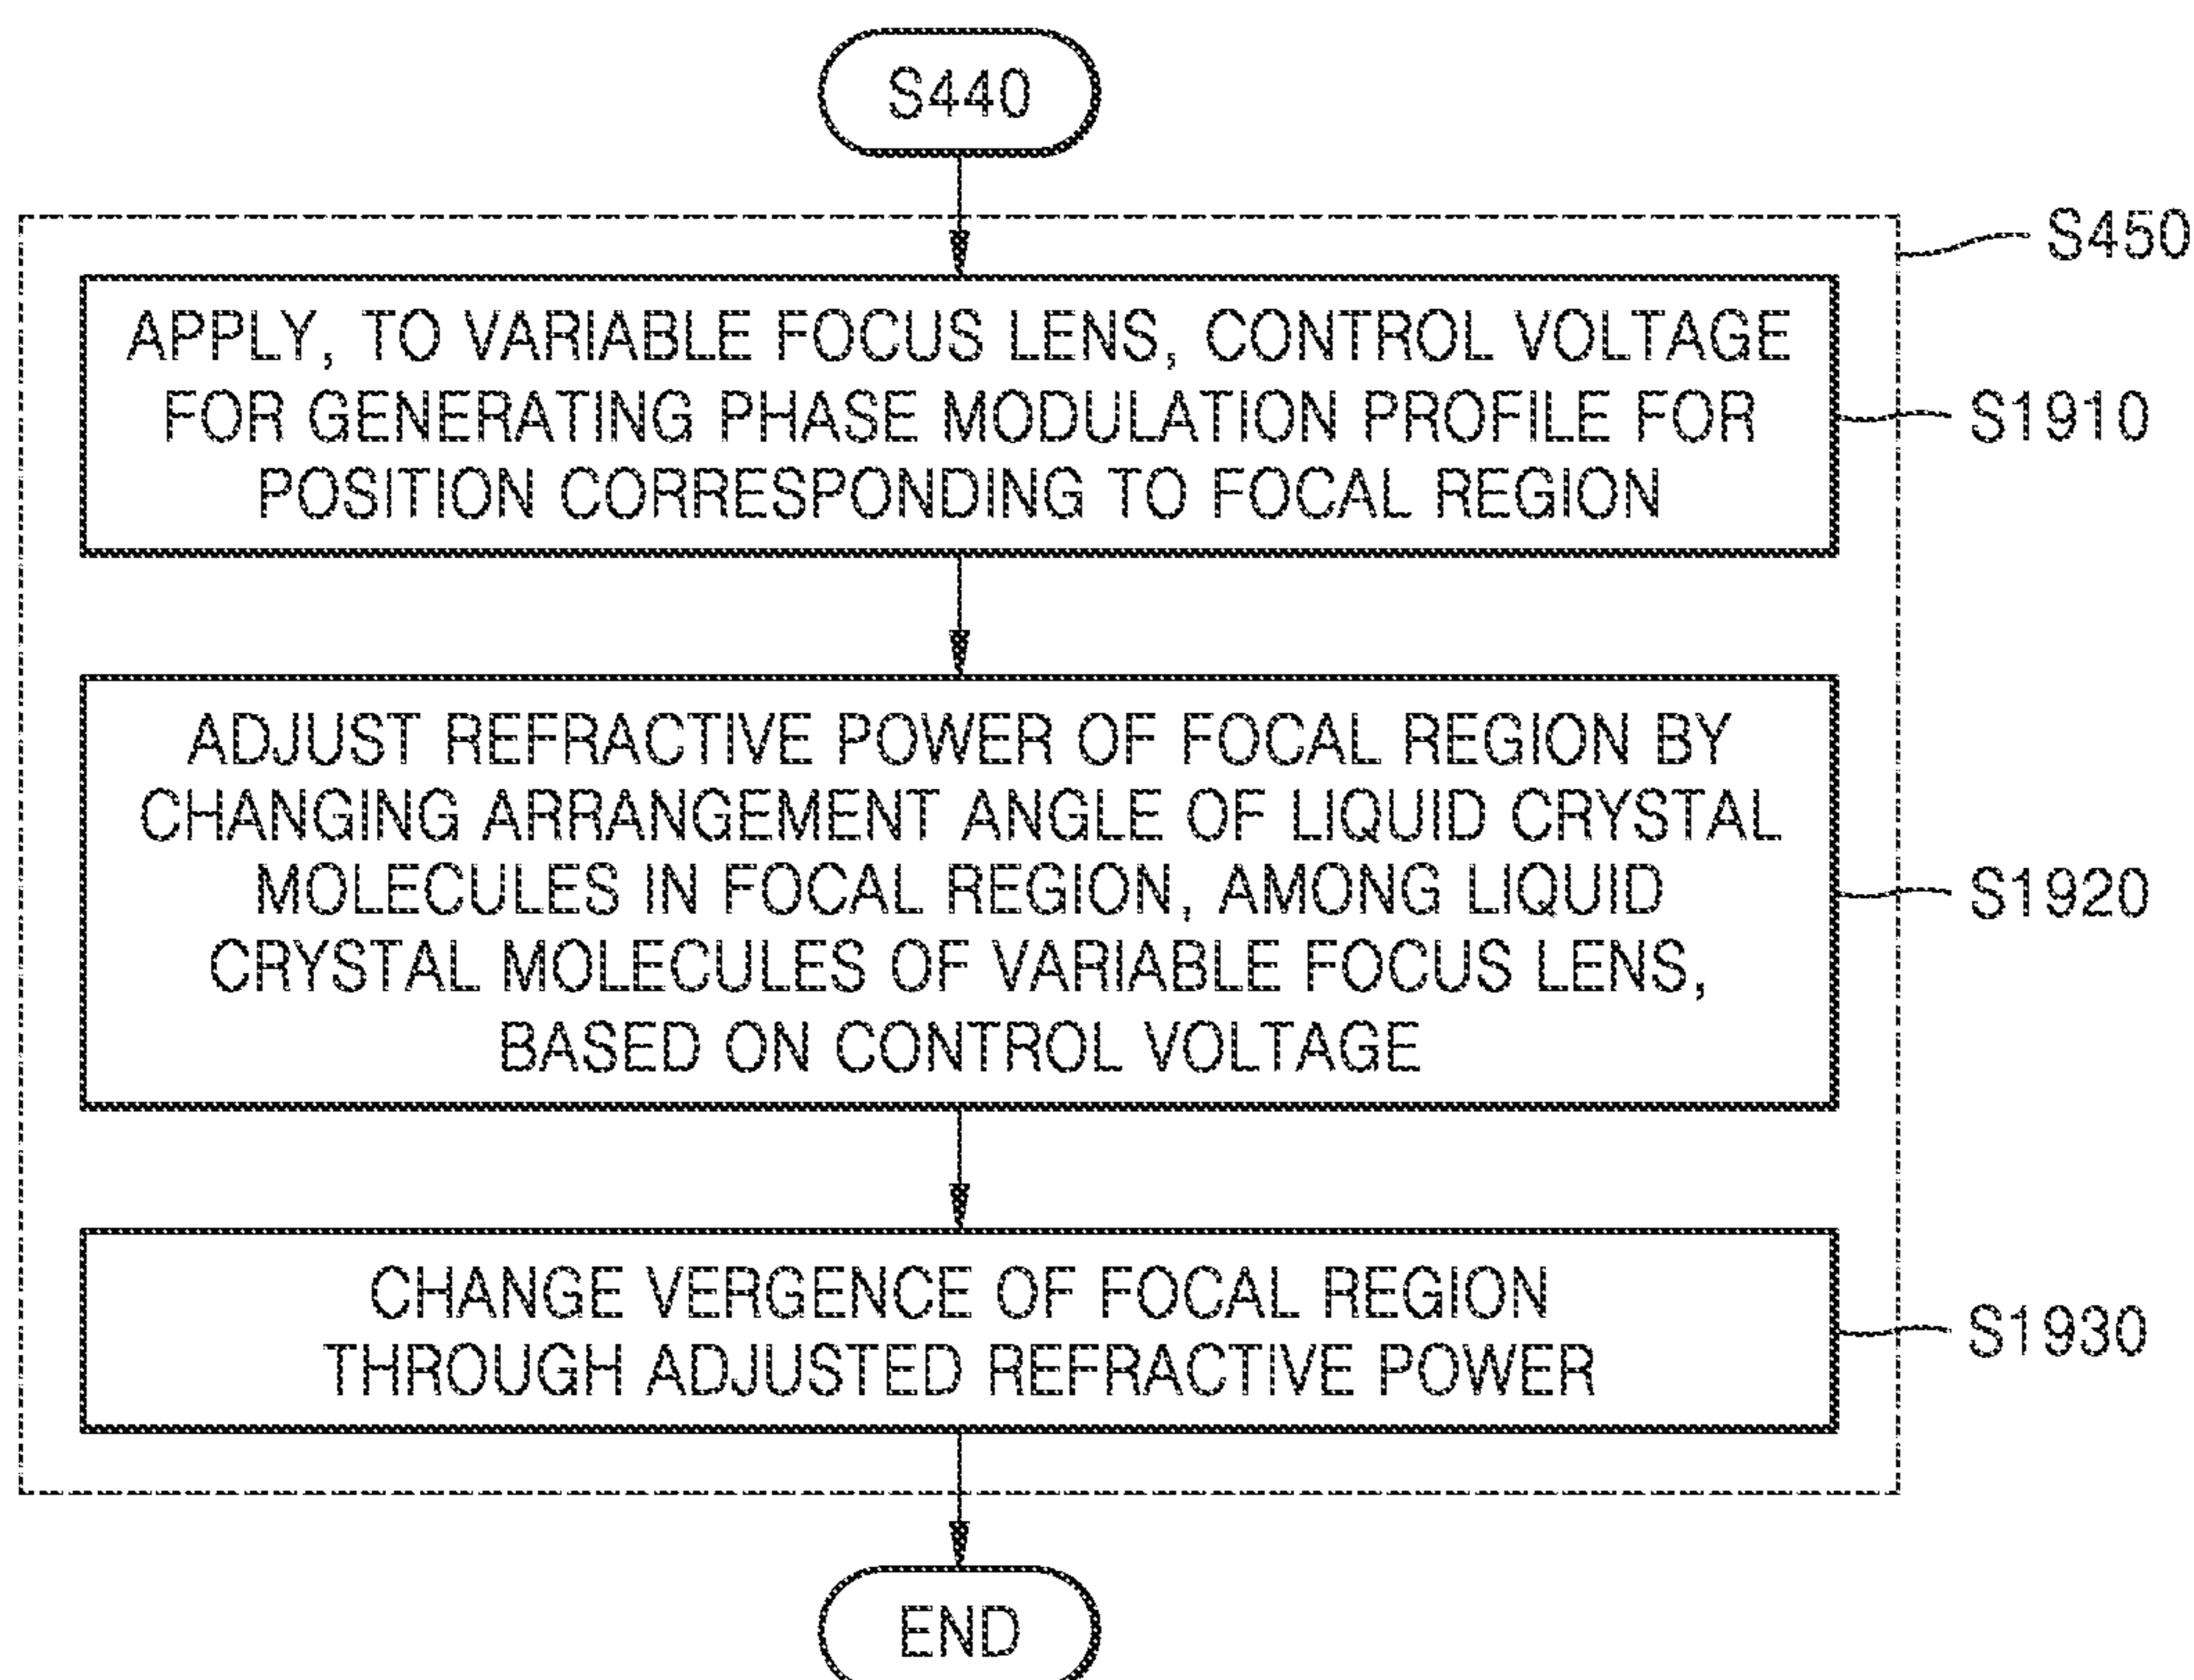 S440
S450
APPLY, TO VARIABLE FOCUS LENS, CONTROL VOLTAGE
FOR GENERATING PHASE MODULATION PROFILE FOR
POSITION CORRESPONDING TO FOCAL REGION
S1910
ADJUST REFRACTIVE POWER OF FOCAL REGION BY
CHANGING ARRANGEMENT ANGLE OF LIQUID CRYSTAL
MOLECULES IN FOCAL REGION, AMONG LIQUID
CRYSTAL MOLECULES OF VARIABLE FOCUS LENS,
BASED ON CONTROL VOLTAGE
S1920
CHANGE VERGENCE OF FOCAL REGION
THROUGH ADJUSTED REFRACTIVE POWER
S1930
END